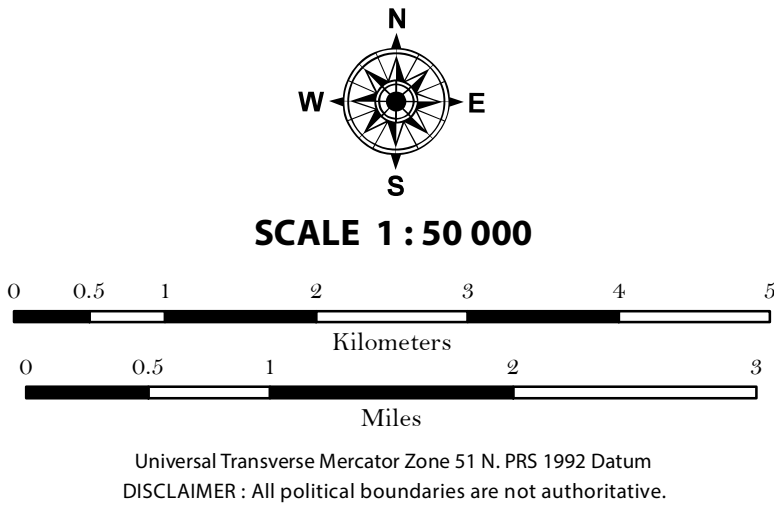 N
W E
S
SCALE 1 : 50 000
0 0.5 1 2 3 4 5
Kilometers
0 0.5 1 2 3
Miles
Universal Transverse Mercator Zone 51 N. PRS 1992 Datum
DISCLAIMER : All political boundaries are not authoritative.